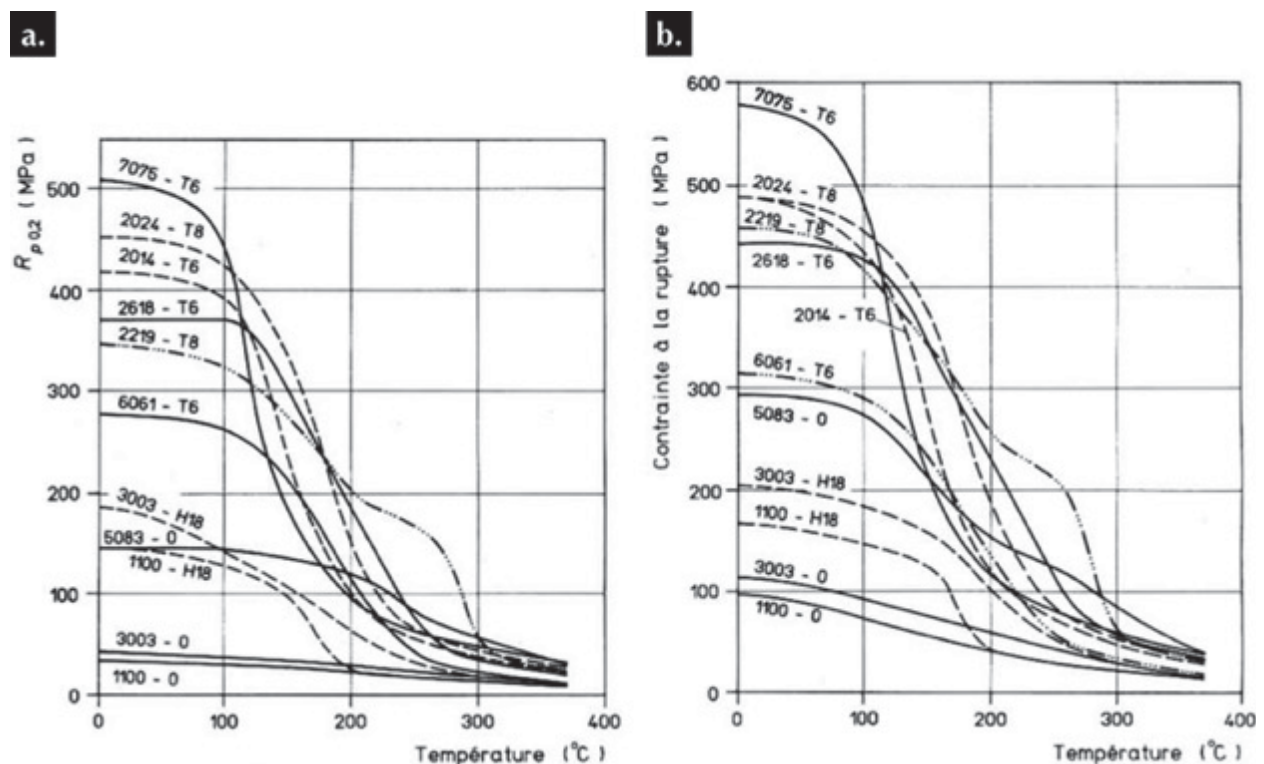 a.
R p 0,2 (MPa)
500
400
300
200
100
0
7075 - T6
2024 - T8
2014 - T6
2618 - T6
2219 - T8
6061 - T6
3003 - H18
5083 - 0
1100 - H18
3003 - 0
1100 - 0
0 100 200 300 400
Température (°C)
b.
Contrainte à la rupture (MPa)
600
500
400
300
200
100
0
7075 - T6
2024 - T8
2219 - T8
2618 - T6
2014 - T6
6061 - T6
5083 - 0
3003 - H18
1100 - H18
3003 - 0
1100 - 0
0 100 200 300 400
Température (°C)